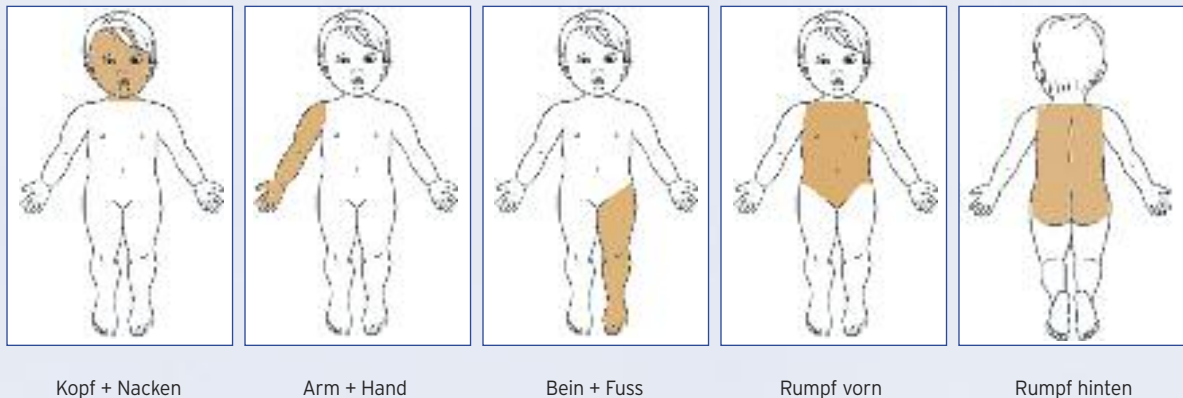 Kopf + Nacken
Arm + Hand
Bein + Fuss
Rumpf vorn
Rumpf hinten